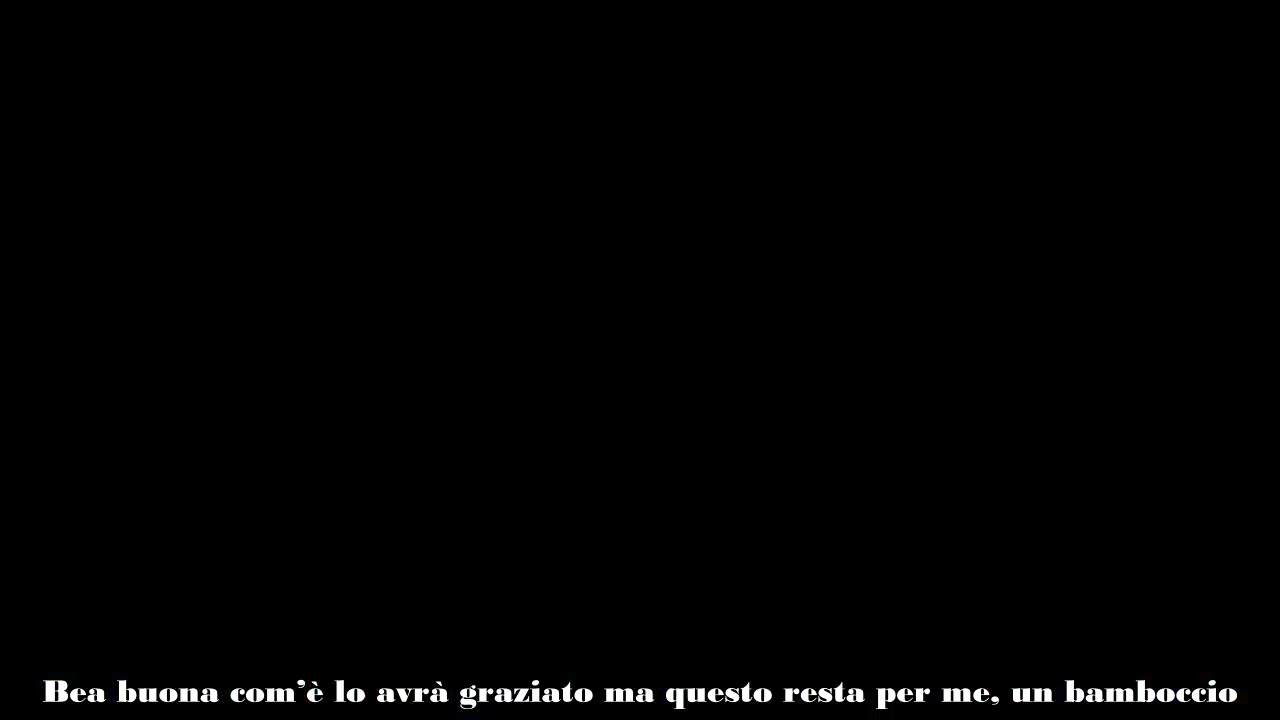 Bea buona com’è lo avrà graziato ma questo resta per me, un bamboccio